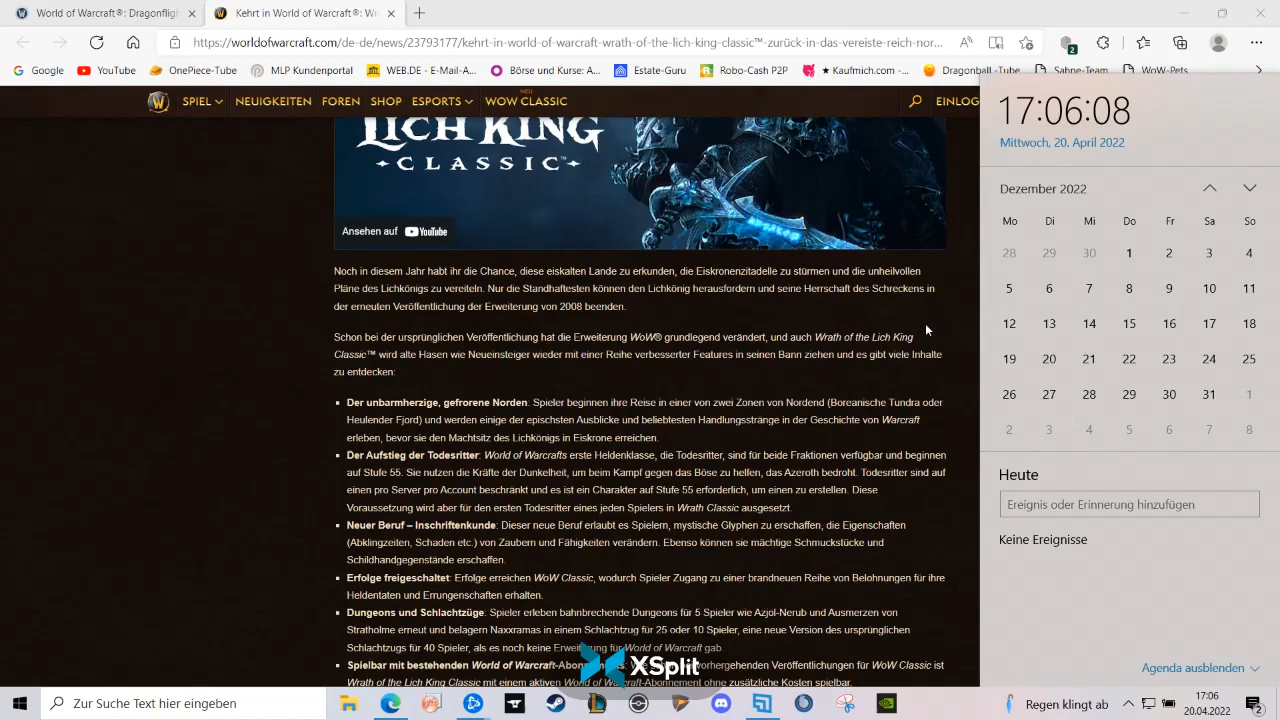 World of Warcraft: Dragonfligh
Kehrt in World of Warcraft®: W
https://worldofwarcraft.com/de-de/news/23793177/kehrt-in-world-of-warcraft-wrath-of-the-lich-king-classic™-zurück-in-das-vereiste-reich-nor...
2
Google YouTube OnePiece-Tube MLP Kundenportal WEB.DE - E-Mail-A... Börse - Kurse & Ak... Esta-Guru Robo-Cash P2P ★ Kaufmich.com -... Dragonb
W SPIEL NEUIGKEITEN FOREN SHOP ESPORTS NEU WOW CLASSIC EINLOG
LICH KING
CLASSIC™
Ansehen auf YouTube
Noch in diesem Jahr habt ihr die Chance, diese eiskalten Lande zu erkunden, die Eiskronenzitadelle zu stürmen und die unheilvollen
Pläne des Lichkönigs zu vereiteln. Nur die Standhaftesten können den Lichkönig herausfordern und seine Herrschaft des Schreckens in
der erneuten Veröffentlichung der Erweiterung von 2008 beenden.
Schon bei der ursprünglichen Veröffentlichung hat die Erweiterung WoW® grundlegend verändert, und auch Wrath of the Lich King
Classic™ wird alte Hasen wie Neueinsteiger wieder mit einer Reihe verbesserter Features in seinen Bann ziehen und es gibt viele Inhalte
zu entdecken:
▪ Der unbarmherzige, gefrorene Norden: Spieler beginnen ihre Reise in einer von zwei Zonen von Nordend (Boreanische Tundra oder
Heulender Fjord) und werden einige der epischsten Ausblicke und beliebtesten Handlungsstränge in der Geschichte von Warcraft
erleben, bevor sie den Machtsitz des Lichkönigs in Eiskrone erreichen.
▪ Der Aufstieg der Todesritter: World of Warcrafts erste Heldenklasse, die Todesritter, sind für beide Fraktionen verfügbar und beginnen
auf Stufe 55. Sie nutzen die Kräfte der Dunkelheit, um beim Kampf gegen das Böse zu helfen, das Azeroth bedroht. Todesritter sind auf
einen pro Server pro Account beschränkt und es ist ein Charakter auf Stufe 55 erforderlich, um einen zu erstellen. Diese
Voraussetzung wird aber für den ersten Todesritter eines jeden Spielers in Wrath Classic ausgesetzt.
▪ Neuer Beruf – Inschriftenkunde: Dieser neue Beruf erlaubt es Spielern, mystische Glyphen zu erschaffen, die Eigenschaften
(Abklingzeiten, Schaden etc.) von Zaubern und Fähigkeiten verändern. Ebenso können sie mächtige Schmuckstücke und
Schildhandgegenstände erschaffen.
▪ Erfolge freigeschaltet: Erfolge erreichen WoW Classic, wodurch Spieler Zugang zu einer brandneuen Reihe von Belohnungen für ihre
Heldentaten und Errungenschaften erhalten.
▪ Dungeons und Schlachtzüge: Spieler erleben bahnbrechende Dungeons für 5 Spieler wie Azjol-Nerub und Ausmerzen von
Stratholme erneut und belagern Naxxramas in einem Schlachtzug für 25 oder 10 Spieler, eine neue Version des ursprünglichen
Schlachtzugs für 40 Spieler, als es noch keine Erweiterung für World of Warcraft gab.
▪ Spielbar mit bestehenden World of Warcraft-Abonnements: vorhergehenden Veröffentlichungen für WoW Classic ist
Wrath of the Lich King Classic mit einem aktiven World of Warcraft-Abonnement ohne zusätzliche Kosten spielbar.
XSplit
17:06:08
Mittwoch, 20. April 2022
Dezember 2022
Mo Di Mi Do Fr Sa So
28 29 30 1 2 3 4
5 6 7 8 9 10 11
12 13 14 15 16 17 18
19 20 21 22 23 24 25
26 27 28 29 30 31 1
2 3 4 5 6 7 8
Heute
Ereignis oder Erinnerung hinzufügen
Keine Ereignisse
Agenda ausblenden
Zur Suche Text hier eingeben
Regen klingt ab
17:06
20.04.2022
2